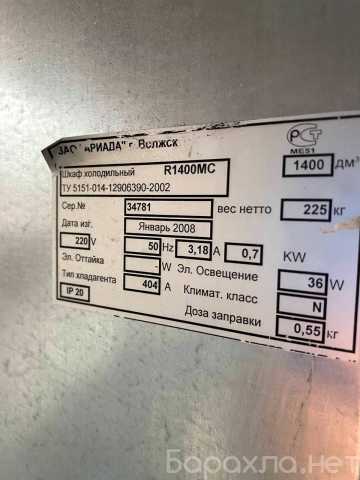 ЗАО "АРИАДА" г. Волжск
МЕ51
Шкаф холодильный R1400МС 1400 дм³
ТУ 5151-014-12906390-2002
Сер.№ 34781 вес нетто 225 кг
Дата изг. Январь 2008
220 V 50 Hz 3,18 A 0,7 KW
Эл. Оттайка - W Эл. Освещение 36 W
Тип хладагента 404 A Климат. класс N
IP 20 Доза заправки 0,55 кг
Барахла.нет